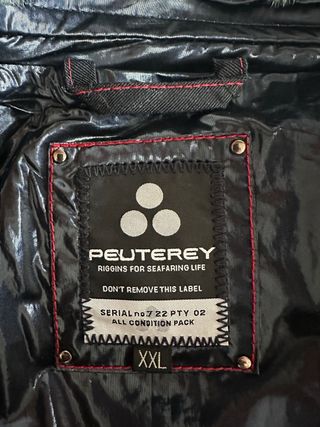 PEUTEREY
RIGGINS FOR SEAFARING LIFE
DON'T REMOVE THIS LABEL
SERIAL no.7 22 PTY 02
ALL CONDITION PACK
XXL